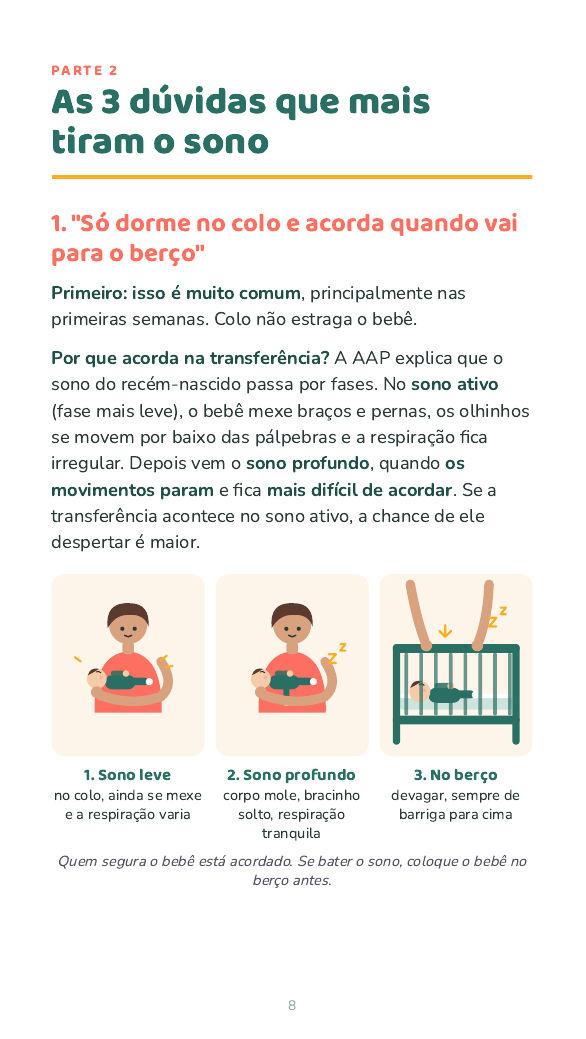 PARTE 2
As 3 dúvidas que mais
tiram o sono
1. "Só dorme no colo e acorda quando vai
para o berço"
Primeiro: isso é muito comum, principalmente nas
primeiras semanas. Colo não estraga o bebê.
Por que acorda na transferência? A AAP explica que o
sono do recém-nascido passa por fases. No sono ativo
(fase mais leve), o bebê mexe braços e pernas, os olhinhos
se movem por baixo das pálpebras e a respiração fica
irregular. Depois vem o sono profundo, quando os
movimentos param e fica mais difícil de acordar. Se a
transferência acontece no sono ativo, a chance de ele
despertar é maior.
z z
z z
1. Sono leve
no colo, ainda se mexe
e a respiração varia
2. Sono profundo
corpo mole, bracinho
solto, respiração
tranquila
3. No berço
devagar, sempre de
barriga para cima
Quem segura o bebê está acordado. Se bater o sono, coloque o bebê no
berço antes.
8